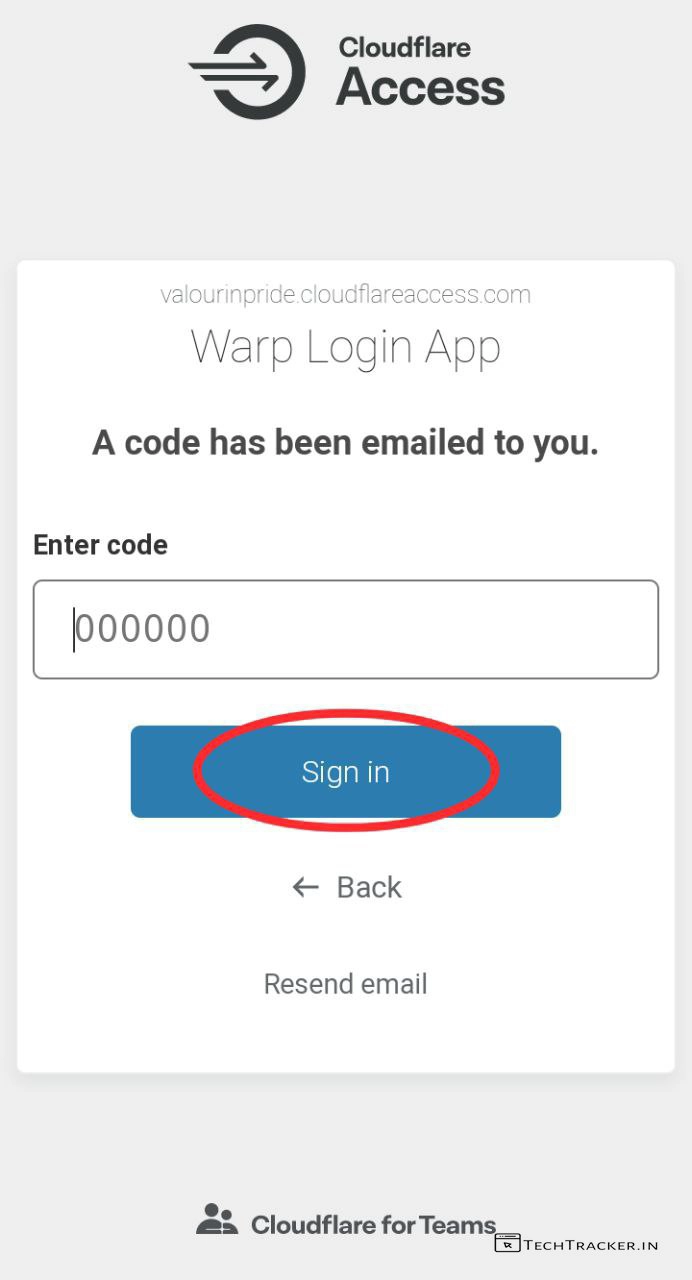 Cloudflare
Access
valourinpride.cloudflareaccess.com
Warp Login App
A code has been emailed to you.
Enter code
000000
Sign in
← Back
Resend email
Cloudflare for Teams
TECHTRACKER.IN